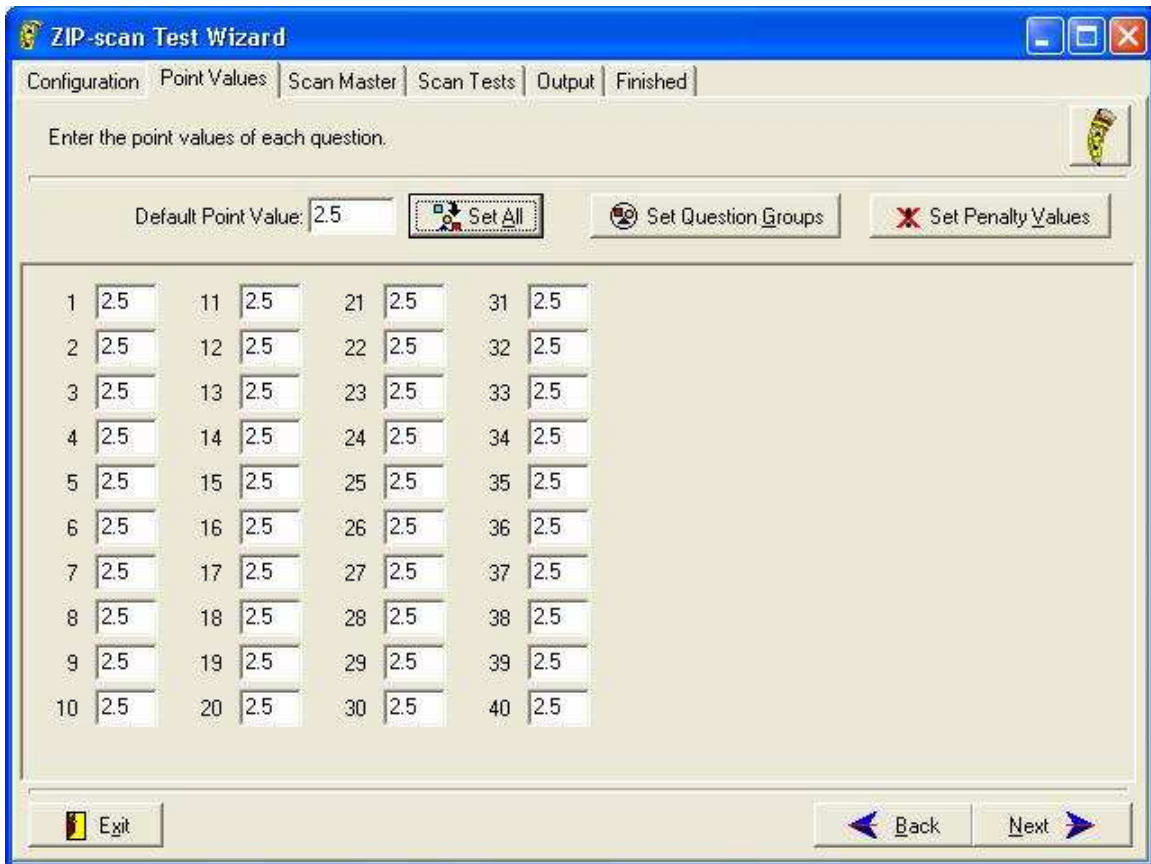 ZIP-scan Test Wizard
Configuration Point Values Scan Master Scan Tests Output Finished
Enter the point values of each question.
Default Point Value: 2.5 Set All Set Question Groups Set Penalty Values
1 2.5 11 2.5 21 2.5 31 2.5
2 2.5 12 2.5 22 2.5 32 2.5
3 2.5 13 2.5 23 2.5 33 2.5
4 2.5 14 2.5 24 2.5 34 2.5
5 2.5 15 2.5 25 2.5 35 2.5
6 2.5 16 2.5 26 2.5 36 2.5
7 2.5 17 2.5 27 2.5 37 2.5
8 2.5 18 2.5 28 2.5 38 2.5
9 2.5 19 2.5 29 2.5 39 2.5
10 2.5 20 2.5 30 2.5 40 2.5
Exit Back Next